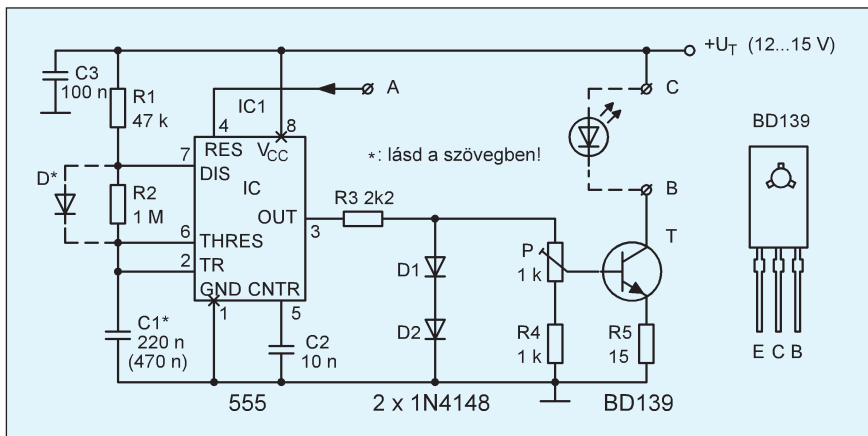 +U_T (12...15 V)
C3
100 n
R1
47 k
IC1
A
C
BD139
4
8
7
RES
V_CC
*: lásd a szövegben!
DIS
D*
R2
1 M
IC
R3 2k2
B
OUT
3
T
6
THRES
2
TR
P
1 k
D1
GND
CNTR
1
5
C1*
220 n
(470 n)
C2
10 n
D2
R4
1 k
R5
15
E C B
555
2 x 1N4148
BD139